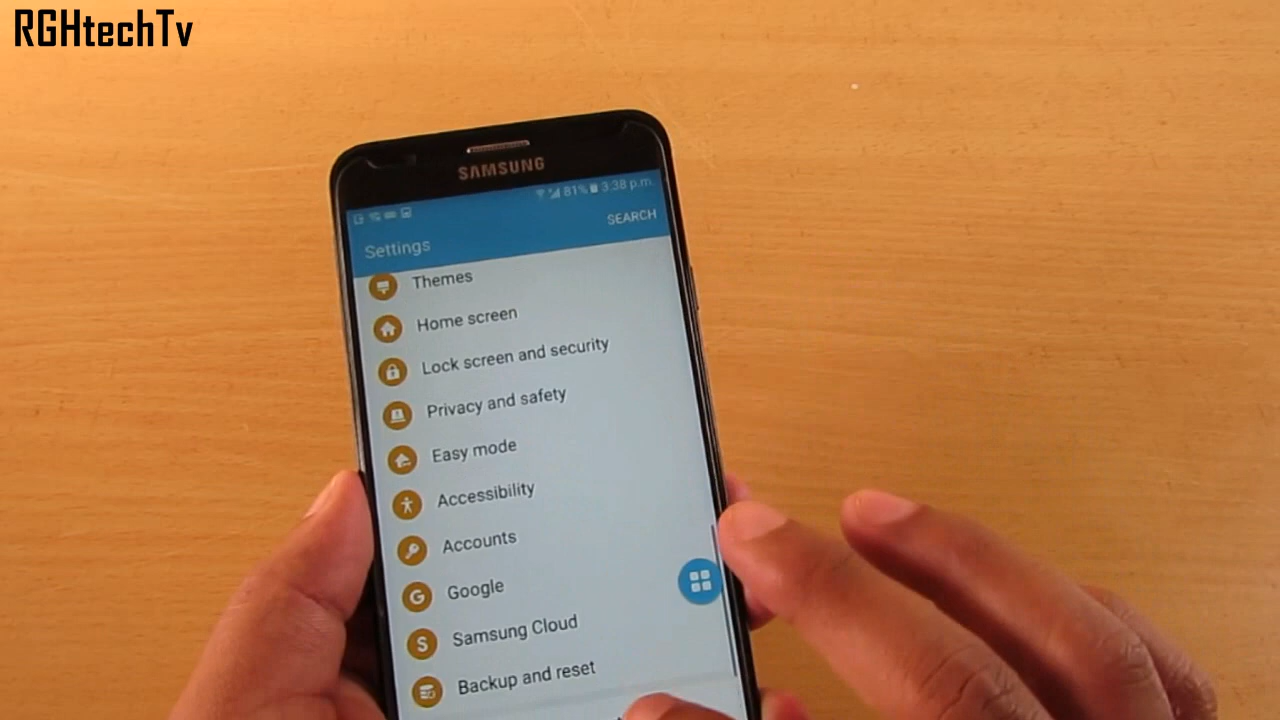 RGHtechTv
SAMSUNG
81% 3:38 p.m.
SEARCH
Settings
Themes
Home screen
Lock screen and security
Privacy and safety
Easy mode
Accessibility
Accounts
G Google
S Samsung Cloud
Backup and reset